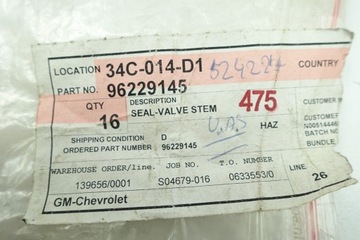 LOCATION 34C-014-D1 COUNTRY
PART NO. 96229145
QTY DESCRIPTION CUSTOMER
16 SEAL-VALVE STEM 475
HAZ
SHIPPING CONDITION D BATCH NO
ORDERED PART NUMBER 96229145 BUNDLE
WAREHOUSE ORDER/line. JOB NO. T.O. NUMBER LINE.
139656/0001 S04679-016 0633553/0 26
GM-Chevrolet